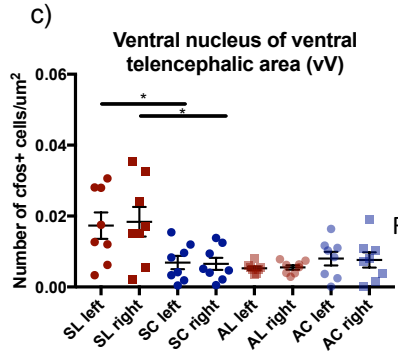 c)
Ventral nucleus of ventral
telencephalic area (vV)
Number of cfos+ cells/um²
0.06
0.04
0.02
0.00
*
*
F
SL left
SL right
SC left
SC right
AL left
AL right
AC left
AC right